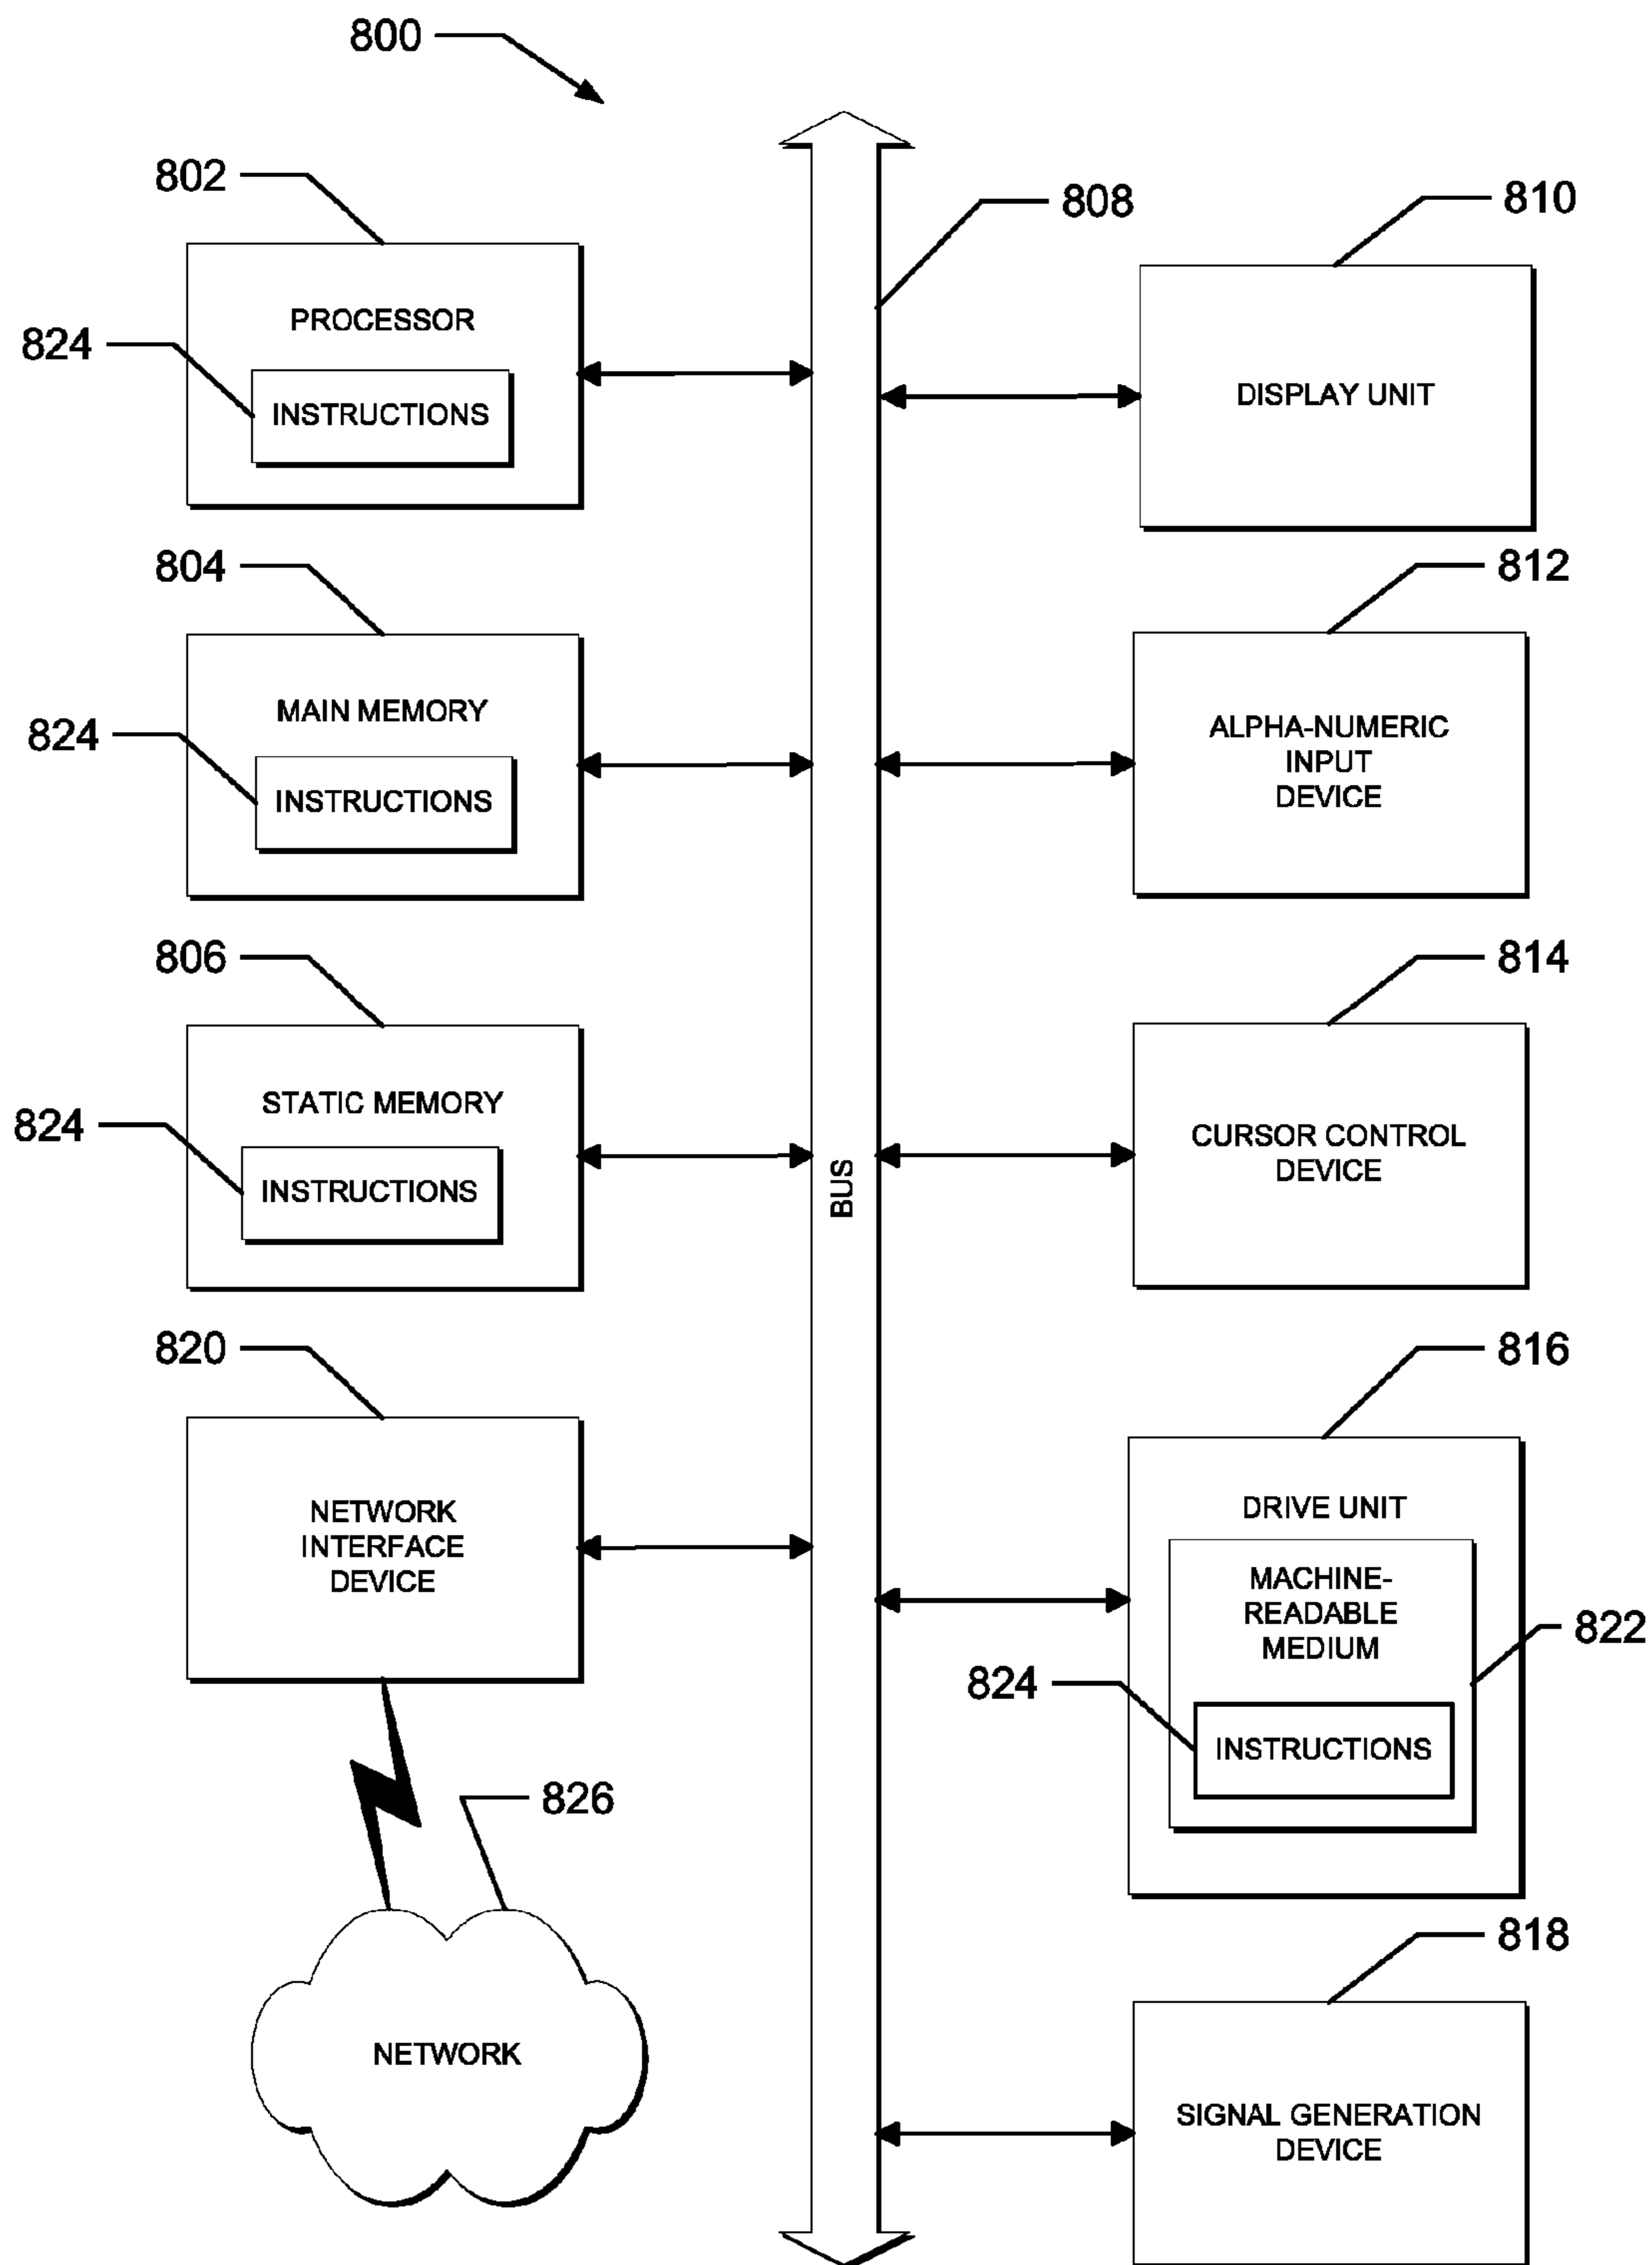 800
802
PROCESSOR
824
INSTRUCTIONS
804
MAIN MEMORY
824
INSTRUCTIONS
806
STATIC MEMORY
824
INSTRUCTIONS
820
NETWORK
INTERFACE
DEVICE
826
NETWORK
BUS
808
810
DISPLAY UNIT
812
ALPHA-NUMERIC
INPUT
DEVICE
814
CURSOR CONTROL
DEVICE
816
DRIVE UNIT
MACHINE-
READABLE
MEDIUM
822
824
INSTRUCTIONS
818
SIGNAL GENERATION
DEVICE